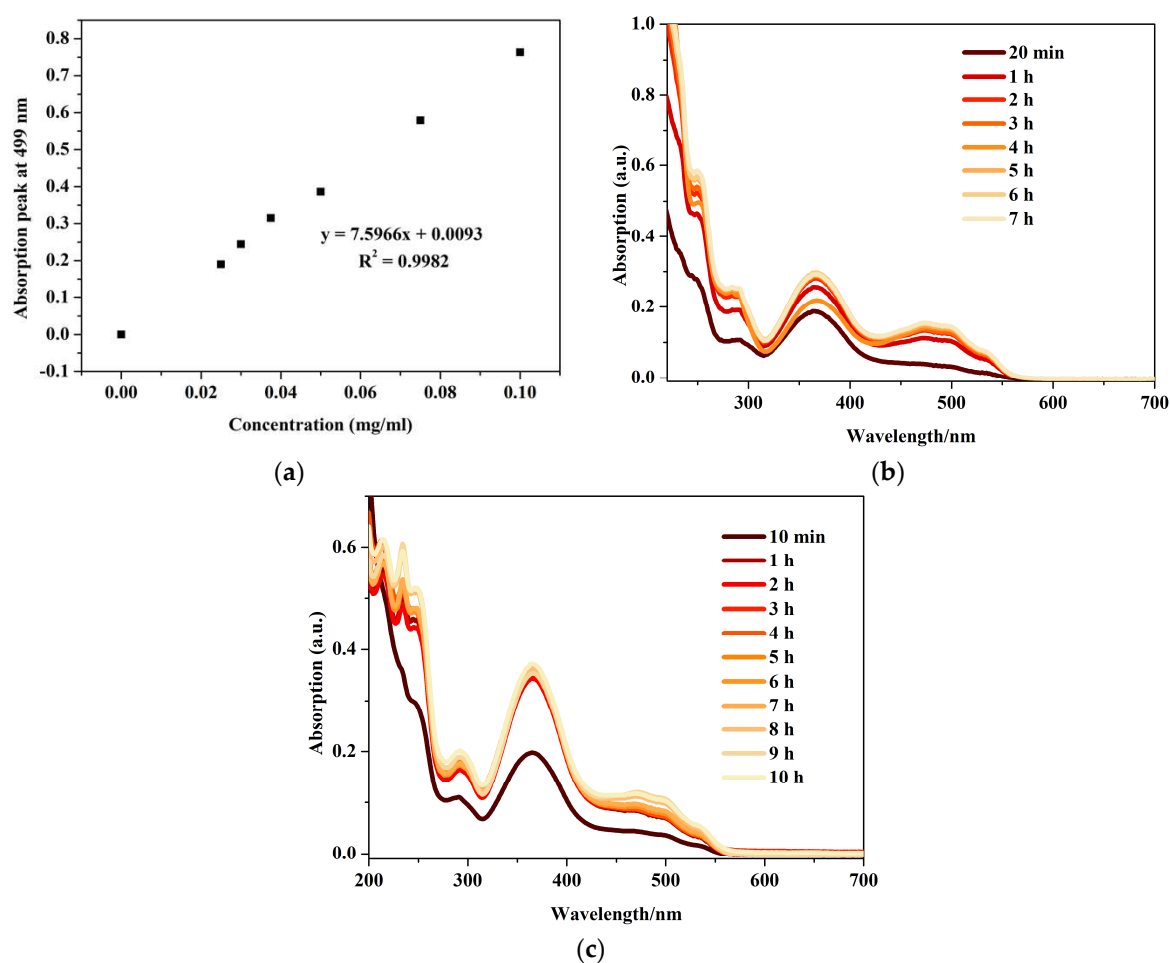 0.8
0.7
0.6
0.5
0.4
0.3
0.2
0.1
0.0
-0.1
Absorption peak at 499 nm
y = 7.5966x + 0.0093
R² = 0.9982
0.00 0.02 0.04 0.06 0.08 0.10
Concentration (mg/ml)
(a)
1.0
0.8
0.6
0.4
0.2
0.0
Absorption (a.u.)
20 min
1 h
2 h
3 h
4 h
5 h
6 h
7 h
300 400 500 600 700
Wavelength/nm
(b)
0.6
0.4
0.2
0.0
Absorption (a.u.)
10 min
1 h
2 h
3 h
4 h
5 h
6 h
7 h
8 h
9 h
10 h
200 300 400 500 600 700
Wavelength/nm
(c)